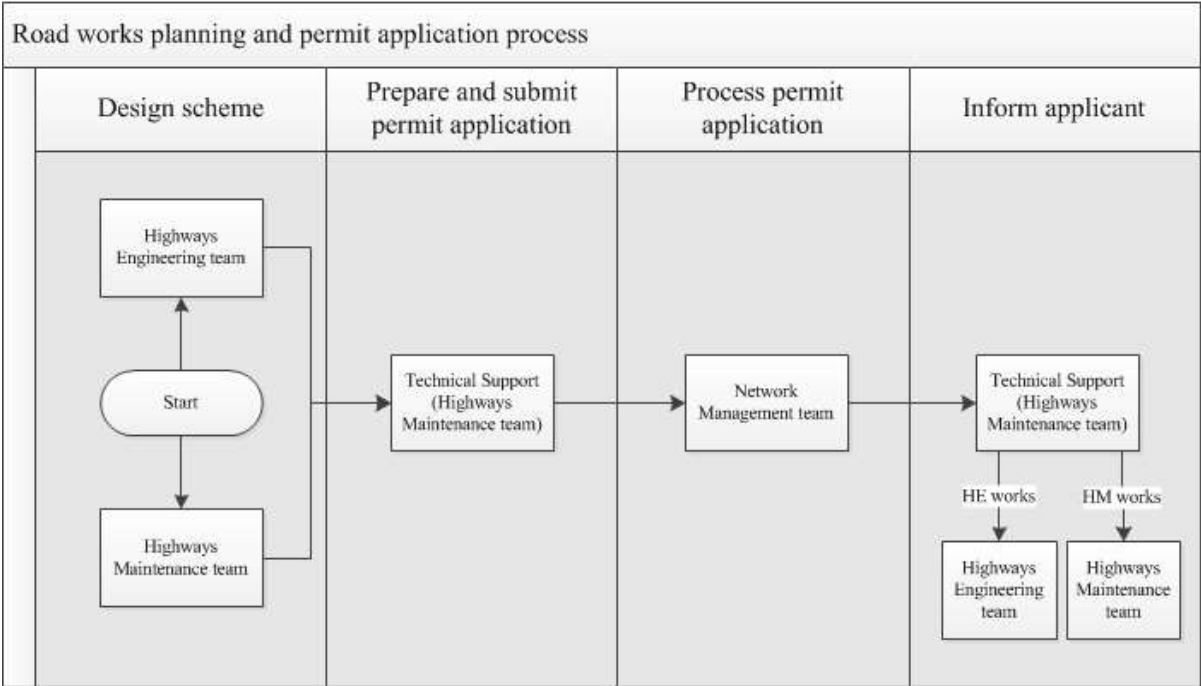 Road works planning and permit application process
Design scheme
Prepare and submit
permit application
Process permit
application
Inform applicant
Highways
Engineering team
Start
Highways
Maintenance team
Technical Support
(Highways
Maintenance team)
Network
Management team
Technical Support
(Highways
Maintenance team)
HE works
HM works
Highways
Engineering
team
Highways
Maintenance
team